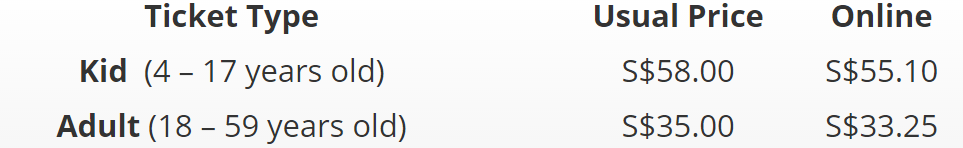 Ticket Type Usual Price Online
Kid (4 – 17 years old) S$58.00 S$55.10
Adult (18 – 59 years old) S$35.00 S$33.25